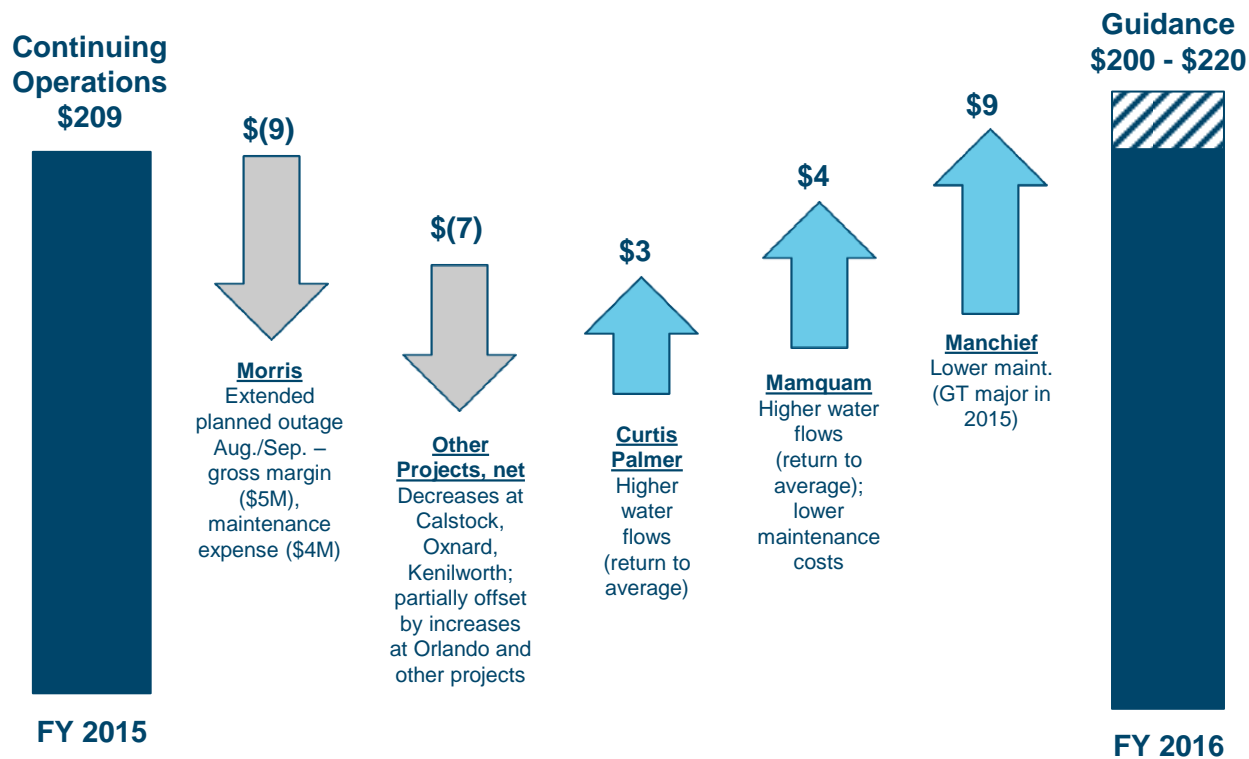 Continuing
Operations
$209
FY 2015
$(9)
Morris
Extended
planned outage
Aug./Sep. –
gross margin
($5M),
maintenance
expense ($4M)
$(7)
Other
Projects, net
Decreases at
Calstock,
Oxnard,
Kenilworth;
partially offset
by increases
at Orlando and
other projects
$3
Curtis
Palmer
Higher
water
flows
(return to
average)
$4
Mamquam
Higher water
flows
(return to
average);
lower
maintenance
costs
$9
Manchief
Lower maint.
(GT major in
2015)
Guidance
$200 - $220
FY 2016